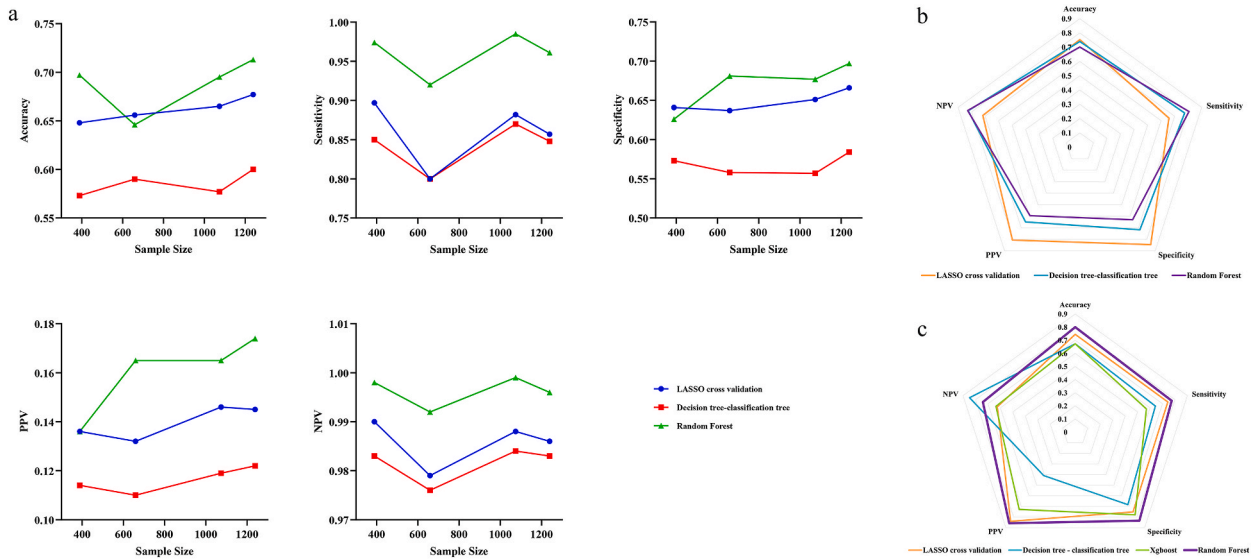 a
0.75
0.70
0.65
0.60
0.55
Accuracy
400 600 800 1000 1200
Sample Size
1.00
0.95
0.90
0.85
0.80
0.75
Sensitivity
400 600 800 1000 1200
Sample Size
0.75
0.70
0.65
0.60
0.55
0.50
Specificity
400 600 800 1000 1200
Sample Size
0.18
0.16
0.14
0.12
0.10
PPV
400 600 800 1000 1200
Sample Size
1.01
1.00
0.99
0.98
0.97
NPV
400 600 800 1000 1200
Sample Size
LASSO cross validation
Decision tree-classification tree
Random Forest
b
Accuracy
0.9
0.8
0.7
0.6
0.5
0.4
0.3
0.2
0.1
0
NPV
Sensitivity
PPV
Specificity
LASSO cross validation Decision tree-classification tree Random Forest
c
Accuracy
0.9
0.8
0.7
0.6
0.5
0.4
0.3
0.2
0.1
0
NPV
Sensitivity
PPV
Specificity
LASSO cross validation Decision tree - classification tree Xgboost Random Forest